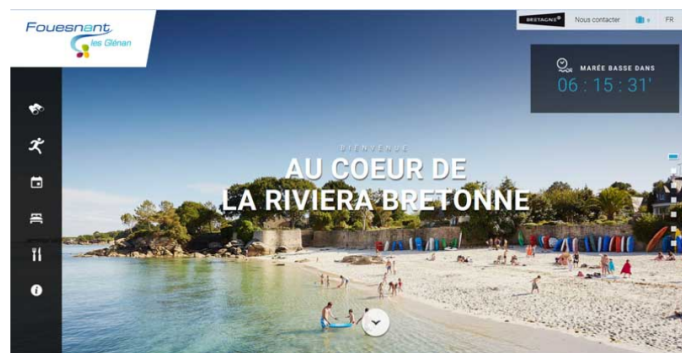 Fouesnant
les Glénan
BRETAGNE®
Nous contacter
0
FR
MARÉE BASSE DANS
06 : 15 : 31'
BIENVENUE
AU COEUR DE
LA RIVIERA BRETONNE